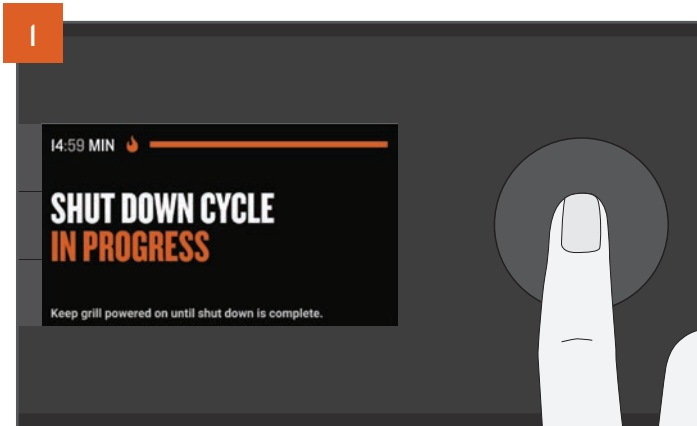 1
14:59 MIN
SHUT DOWN CYCLE
IN PROGRESS
Keep grill powered on until shut down is complete.